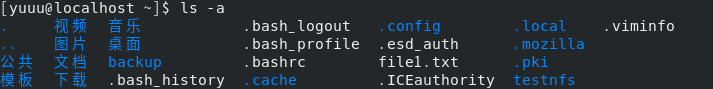 [yuuu@localhost ~]$ ls -a
. 视频 音乐 .bash_logout .config .local .viminfo
.. 图片 桌面 .bash_profile .esd_auth .mozilla
公共 文档 backup .bashrc file1.txt .pki
模板 下载 .bash_history .cache .ICEauthority testnfs